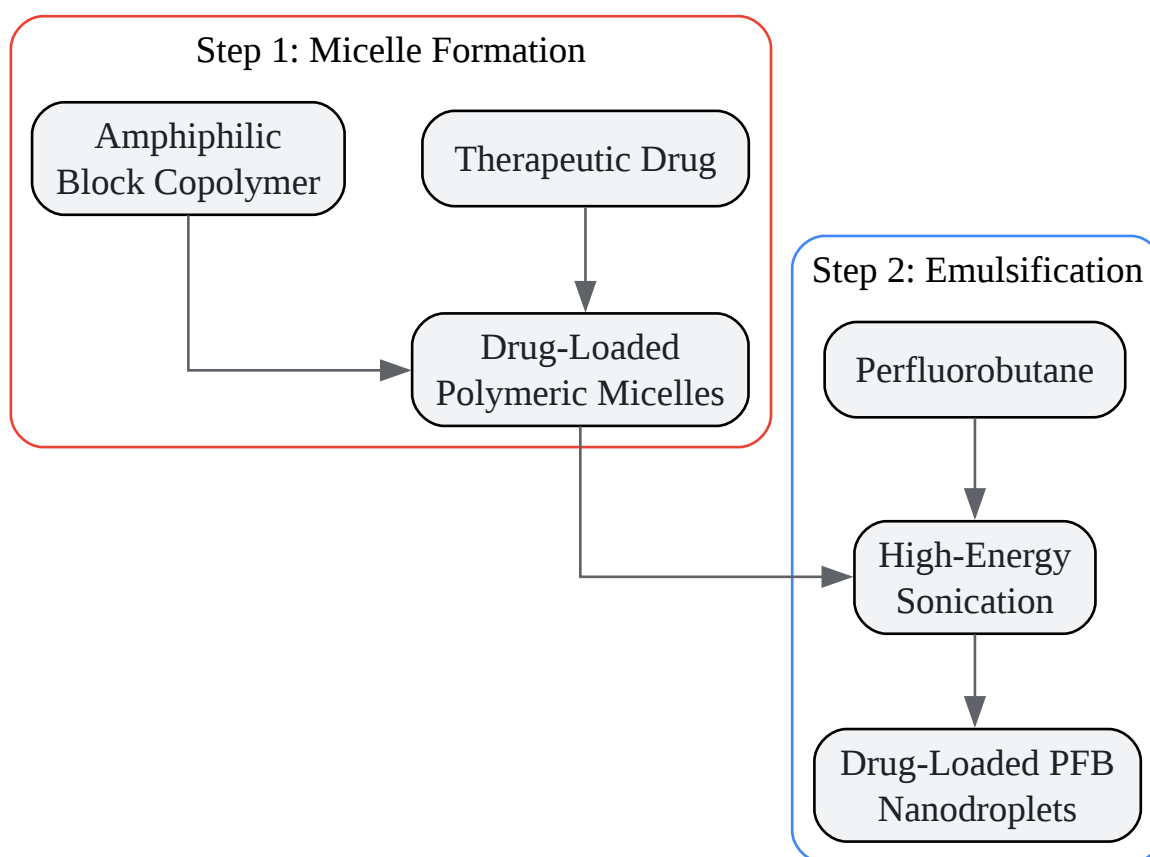 Step 1: Micelle Formation
Amphiphilic
Block Copolymer
Therapeutic Drug
Drug-Loaded
Polymeric Micelles
Step 2: Emulsification
Perfluorobutane
High-Energy
Sonication
Drug-Loaded PFB
Nanodroplets